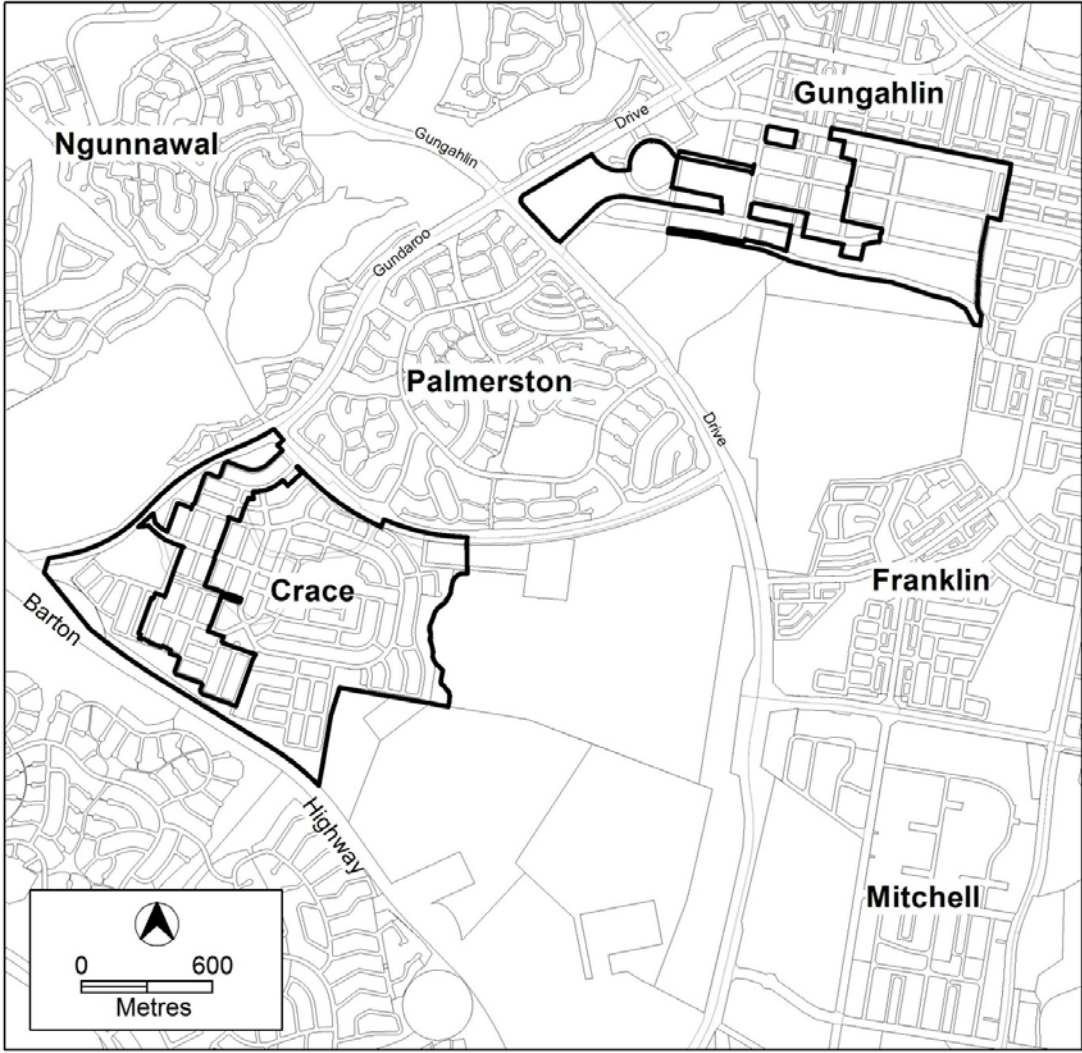 Gungahlin
Drive
Ngunnawal
Gungahlin
Gundaroo
Palmerston
Drive
Crace
Franklin
Barton
Highway
Mitchell
0 600
Metres